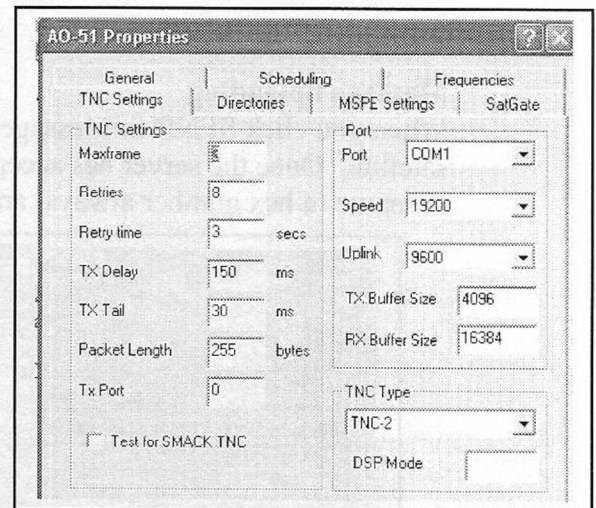 AO-51 Properties
General Scheduling Frequencies
TNC Settings Directories MSPE Settings SatGate
TNC Settings
Maxframe
Retries 8
Retry time 3 secs
TX Delay 150 ms
TX Tail 30 ms
Packet Length 255 bytes
Tx Port 0
Test for SMACK TNC
Port
Port COM1
Speed 19200
Uplink 9600
TX Buffer Size 4096
RX Buffer Size 16384
TNC Type
TNC-2
DSP Mode